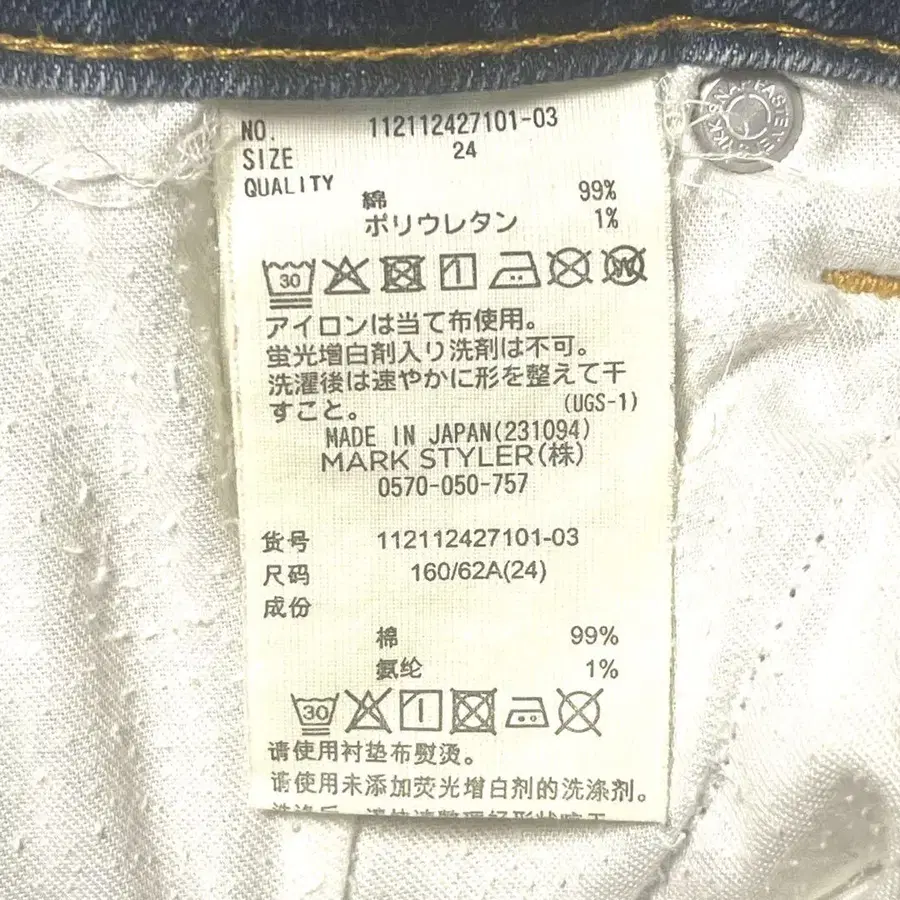 NO. 112112427101-03
SIZE 24
QUALITY
綿 99%
ポリウレタン 1%
30
アイロンは当て布使用。
蛍光増白剤入り洗剤は不可。
洗濯後は速やかに形を整えて干
すこと。 (UGS-1)
MADE IN JAPAN(231094)
MARK STYLER(株)
0570-050-757
货号 112112427101-03
尺码 160/62A(24)
成份
棉 99%
氨纶 1%
30
请使用衬垫布熨烫。
请使用未添加荧光增白剂的洗涤剂。